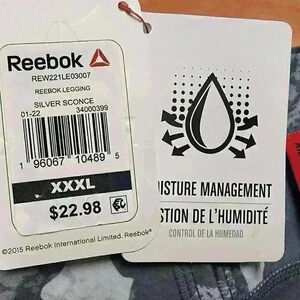 Reebok
REW221LE03007
REEBOK LEGGING
SILVER SCONCE
01-22 34000399
1 96067 10489 5
XXXL
$22.98
©2015 Reebok International Limited. Reebok
ISTURE MANAGEMENT
STION DE L'HUMIDITÉ
CONTROL DE LA HUMEDAD